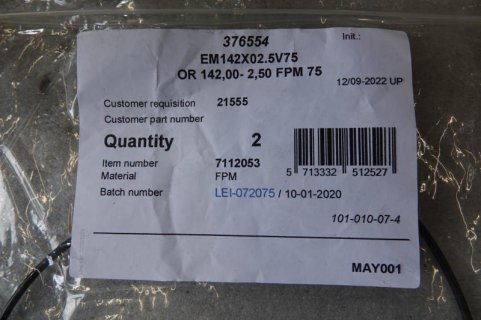 376554
Init.:
EM142X02.5V75
OR 142,00- 2,50 FPM 75
12/09-2022 UP
Customer requisition 21555
Customer part number
Quantity 2
Item number 7112053
Material FPM
5 713332 512527
Batch number LEI-072075 / 10-01-2020
101-010-07-4
MAY001